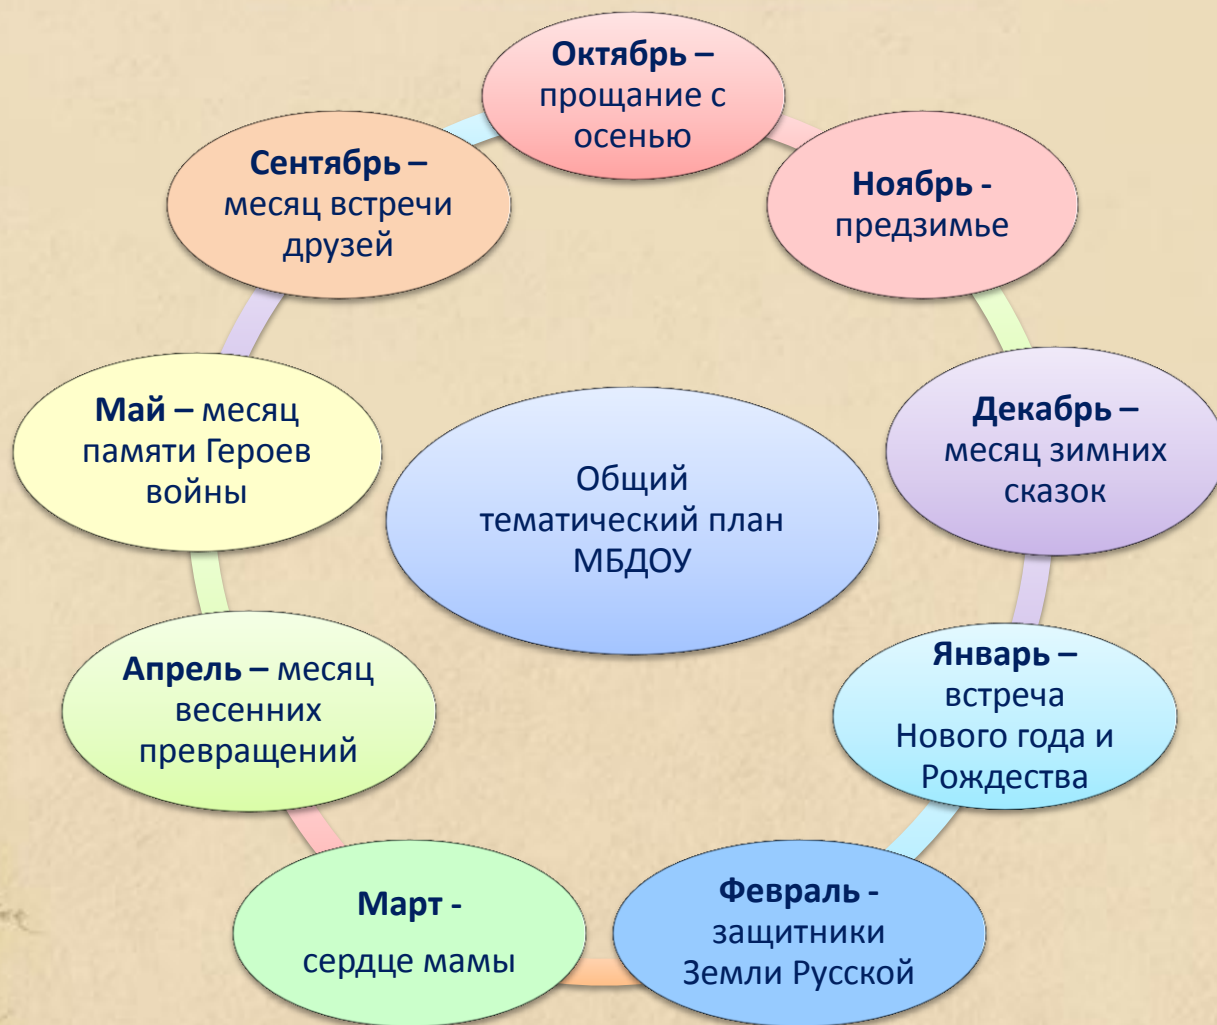 Октябрь –
прощание с
осенью
Сентябрь –
месяц встречи
друзей
Ноябрь -
предзимье
Май – месяц
памяти Героев
войны
Общий
тематический план
МБДОУ
Декабрь –
месяц зимних
сказок
Апрель – месяц
весенних
превращений
Январь –
встреча
Нового года и
Рождества
Март -
сердце мамы
Февраль -
защитники
Земли Русской